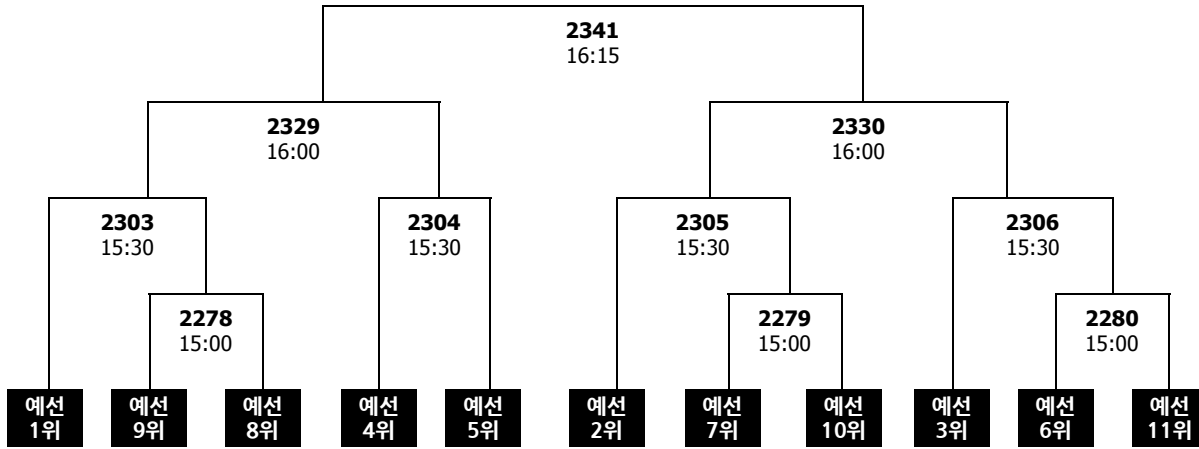 2341
16:15
2329
16:00
2330
16:00
2303
15:30
2304
15:30
2305
15:30
2306
15:30
2278
15:00
2279
15:00
2280
15:00
예선
1위
예선
9위
예선
8위
예선
4위
예선
5위
예선
2위
예선
7위
예선
10위
예선
3위
예선
6위
예선
11위